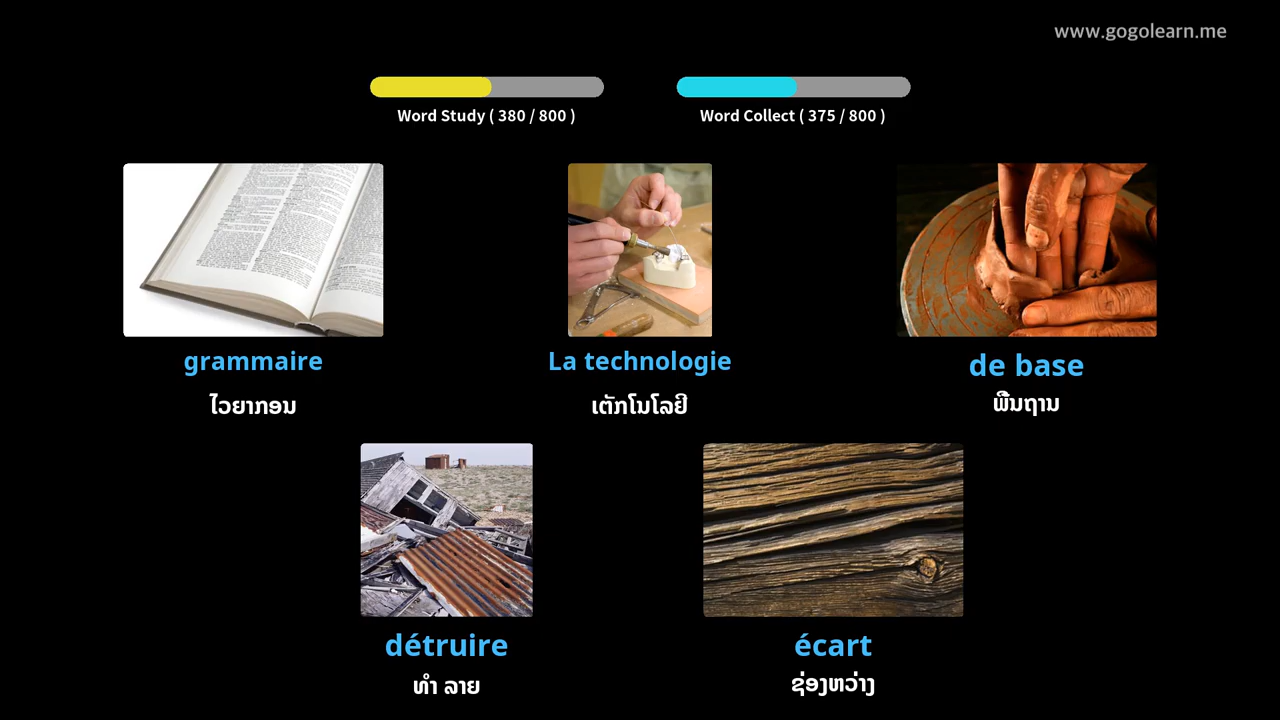 www.gogolearn.me
Word Study ( 380 / 800 )
Word Collect ( 375 / 800 )
grammaire
La technologie
de base
ໄວຍາກອນ
ເຕັກໂນໂລຢີ
ພື້ນຖານ
détruire
écart
ທຳ ລາຍ
ຊ່ອງຫວ່າງ